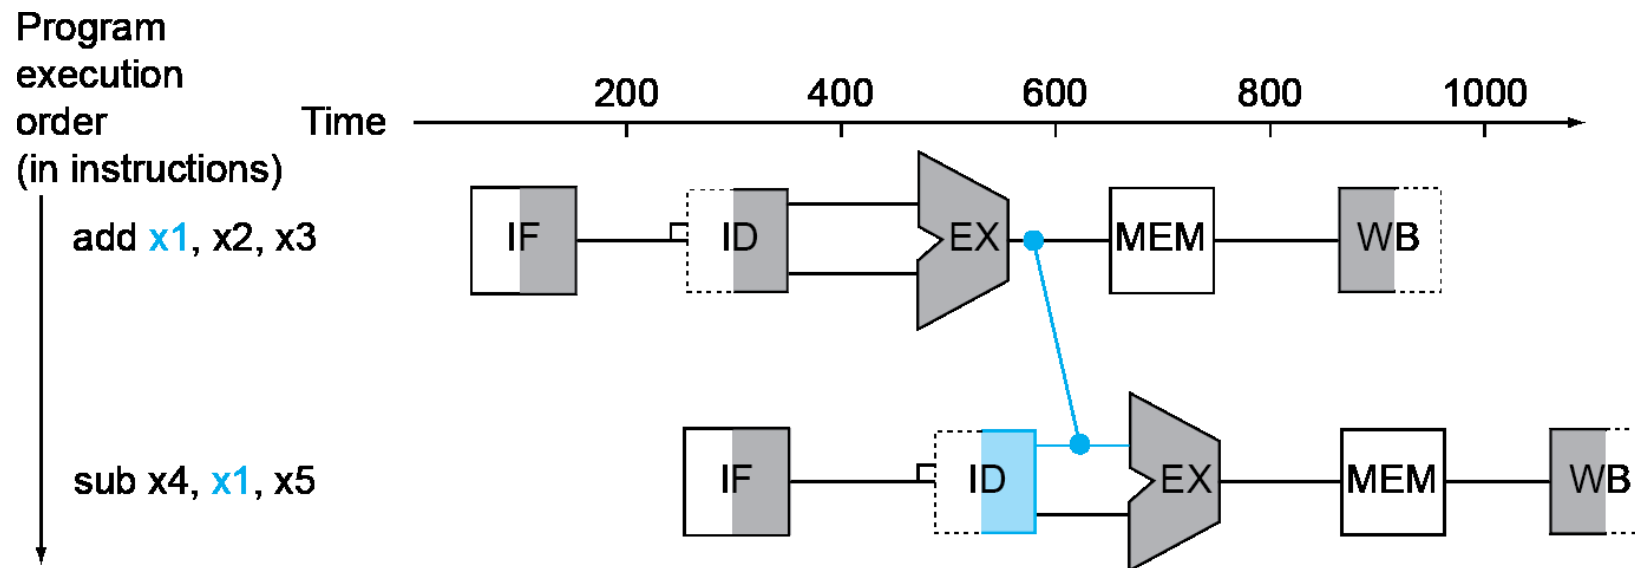 Program
execution
order
(in instructions)
Time
200 400 600 800 1000
add x1, x2, x3
IF ID EX MEM WB
sub x4, x1, x5
IF ID EX MEM WB